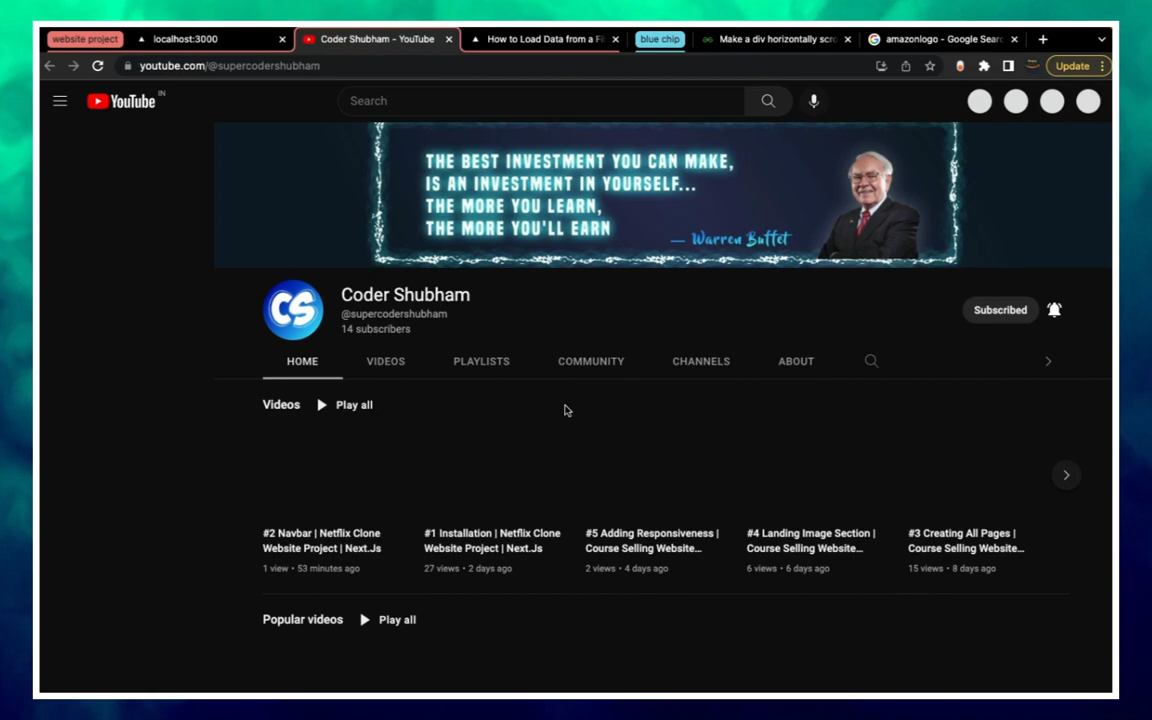 website project
localhost:3000
Coder Shubham - YouTube
How to Load Data from a Fi
blue chip
Make a div horizontally scro
amazonlogo - Google Searc
youtube.com/@supercodershubham
Update
YouTube IN
Search
THE BEST INVESTMENT YOU CAN MAKE,
IS AN INVESTMENT IN YOURSELF...
THE MORE YOU LEARN,
THE MORE YOU'LL EARN
— Warren Buffet
CS
Coder Shubham
@supercodershubham
14 subscribers
Subscribed
HOME VIDEOS PLAYLISTS COMMUNITY CHANNELS ABOUT
Videos Play all
#2 Navbar | Netflix Clone
Website Project | Next.Js
1 view • 53 minutes ago
#1 Installation | Netflix Clone
Website Project | Next.Js
27 views • 2 days ago
#5 Adding Responsiveness |
Course Selling Website...
2 views • 4 days ago
#4 Landing Image Section |
Course Selling Website...
6 views • 6 days ago
#3 Creating All Pages |
Course Selling Website...
15 views • 8 days ago
Popular videos Play all